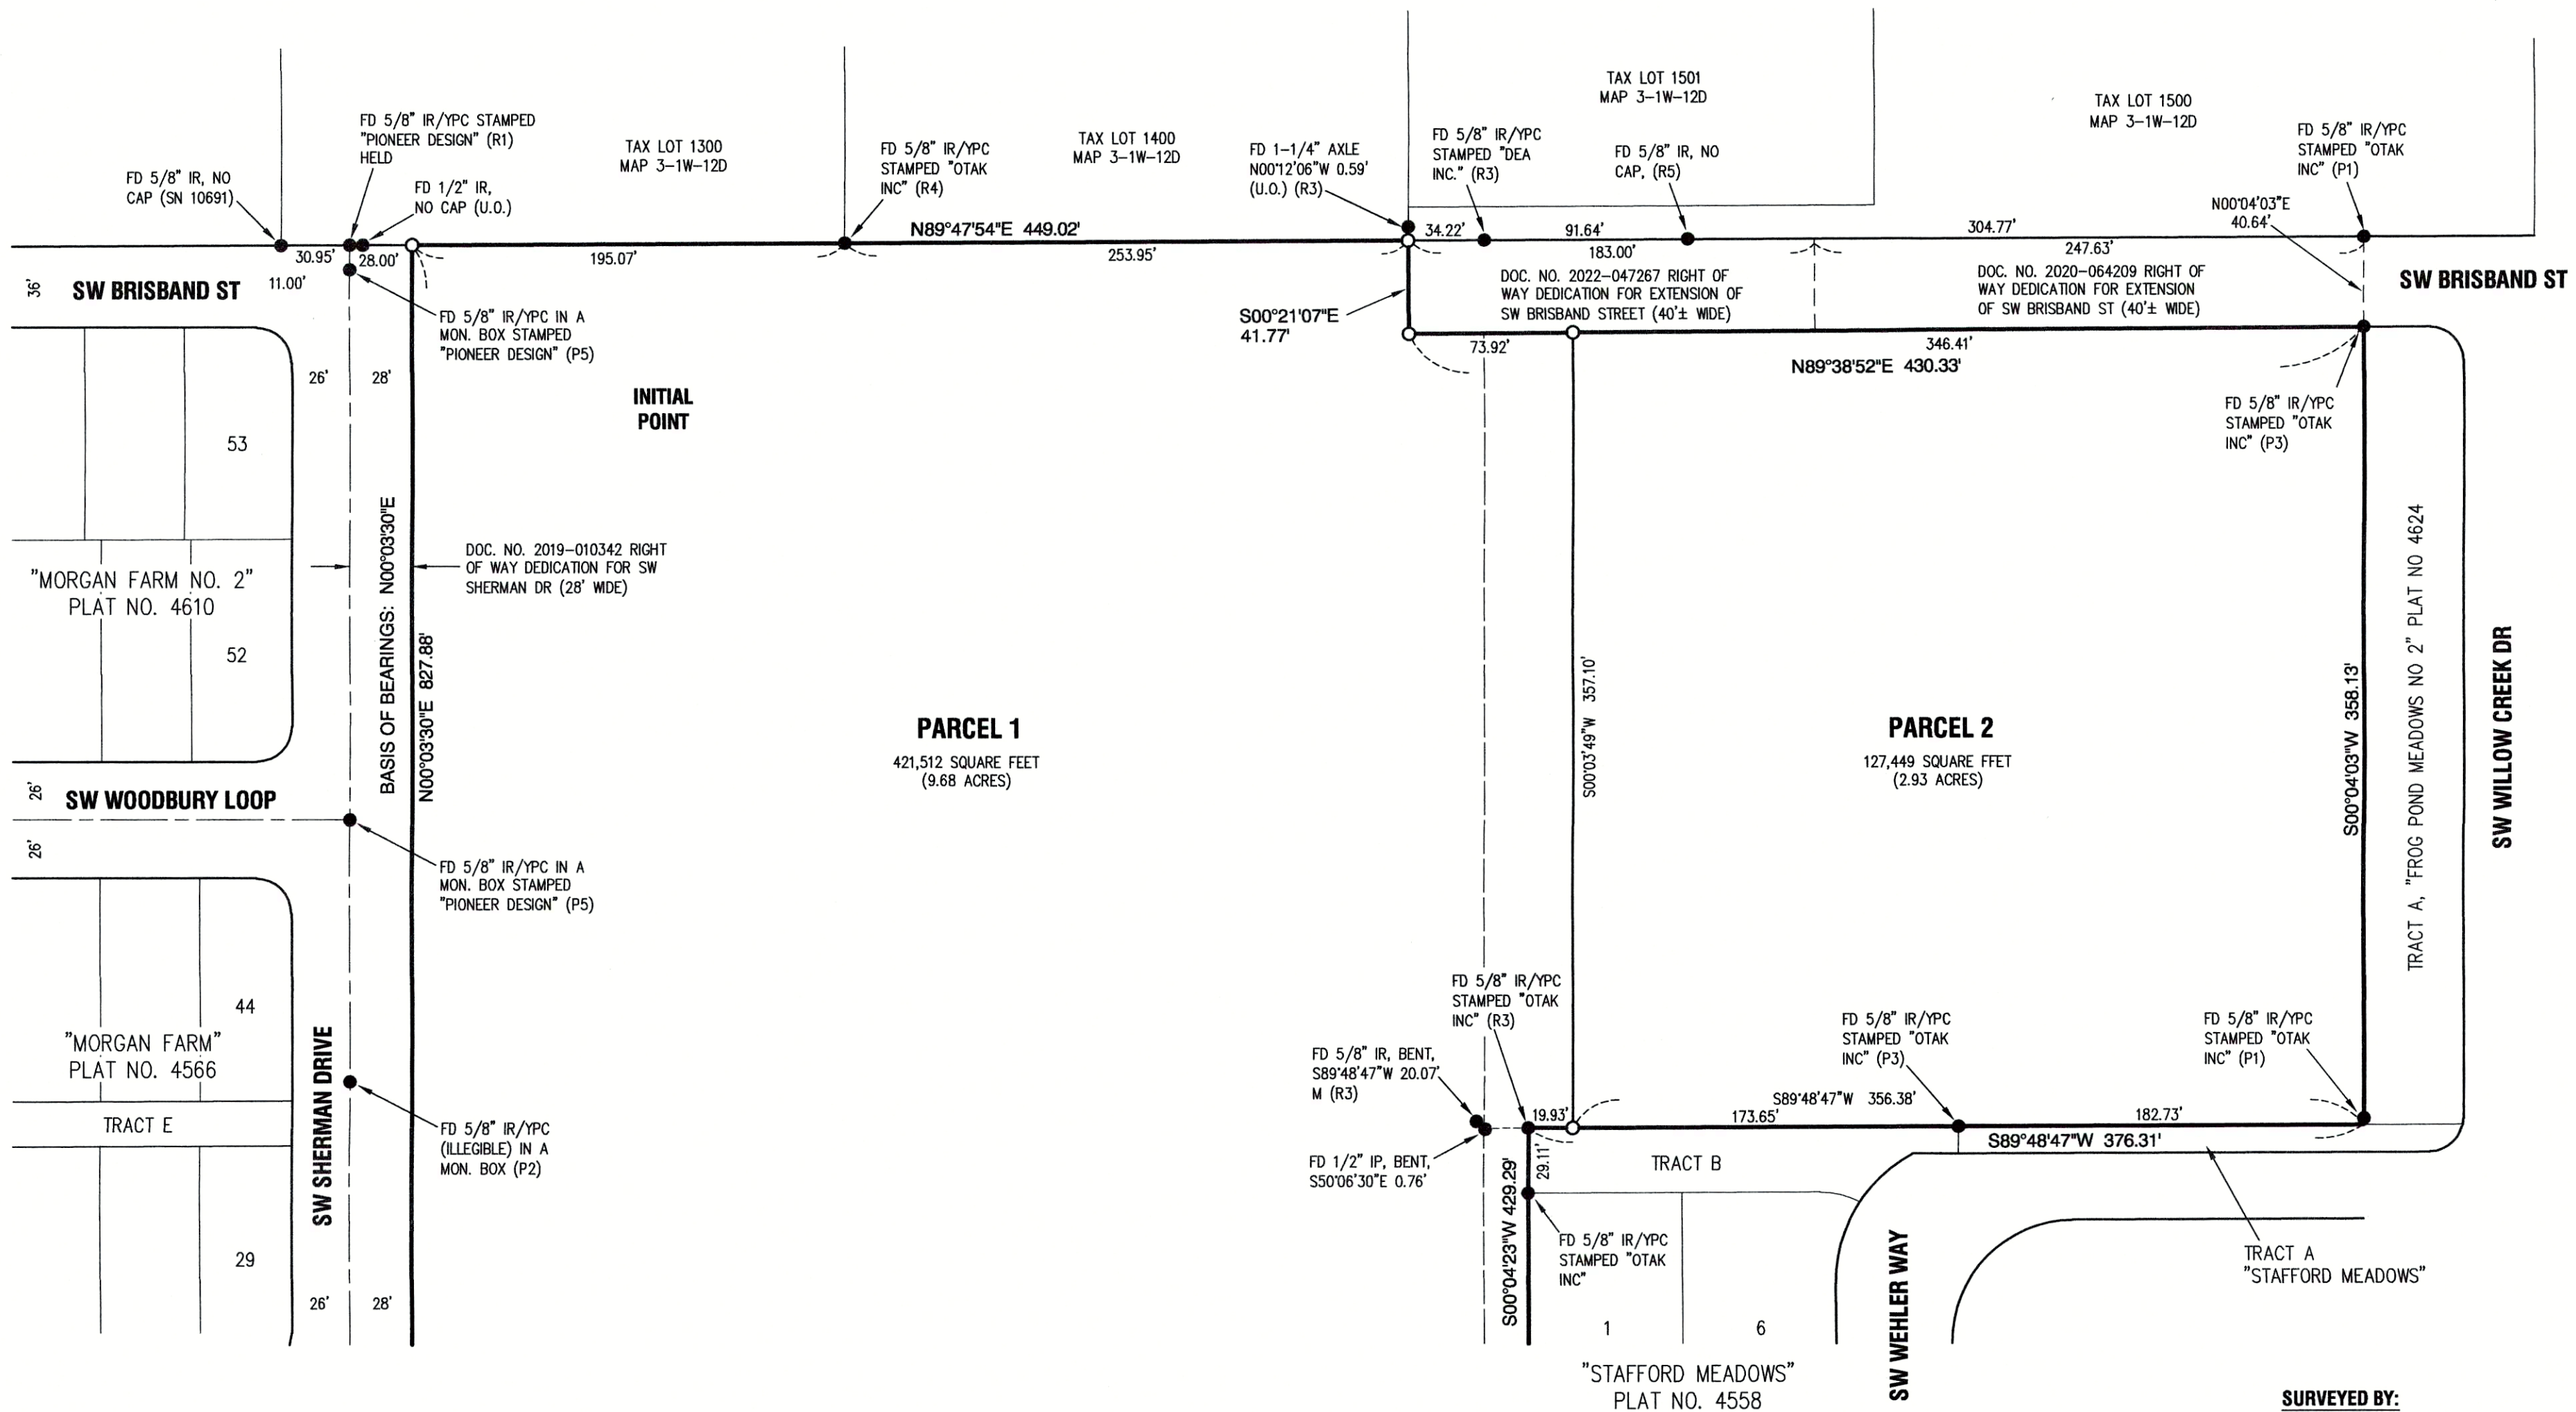 TAX LOT 1501
MAP 3-1W-12D
TAX LOT 1500
MAP 3-1W-12D
FD 5/8" IR/YPC STAMPED
"PIONEER DESIGN" (R1)
HELD
FD 5/8" IR, NO
CAP (SN 10691)
FD 1/2" IR,
NO CAP (U.O.)
TAX LOT 1300
MAP 3-1W-12D
FD 5/8" IR/YPC
STAMPED "OTAK
INC" (R4)
TAX LOT 1400
MAP 3-1W-12D
FD 1-1/4" AXLE
N00°12'06"W 0.59'
(U.O.) (R3)
FD 5/8" IR/YPC
STAMPED "DEA
INC." (R3)
FD 5/8" IR, NO
CAP, (R5)
FD 5/8" IR/YPC
STAMPED "OTAK
INC" (P1)
N00°04'03"E
40.64'
N89°47'54"E 449.02'
34.22'
91.64'
304.77'
30.95'
28.00'
195.07'
253.95'
183.00'
247.63'
11.00'
36'
SW BRISBAND ST
DOC. NO. 2022-047267 RIGHT OF
WAY DEDICATION FOR EXTENSION OF
SW BRISBAND STREET (40'± WIDE)
DOC. NO. 2020-064209 RIGHT OF
WAY DEDICATION FOR EXTENSION
OF SW BRISBAND ST (40'± WIDE)
SW BRISBAND ST
S00°21'07"E
41.77'
FD 5/8" IR/YPC IN A
MON. BOX STAMPED
"PIONEER DESIGN" (P5)
73.92'
346.41'
N89°38'52"E 430.33'
26'
28'
INITIAL
POINT
FD 5/8" IR/YPC
STAMPED "OTAK
INC" (P3)
53
BASIS OF BEARINGS: N00°03'30"E
N00°03'30"E 827.88'
DOC. NO. 2019-010342 RIGHT
OF WAY DEDICATION FOR SW
SHERMAN DR (28' WIDE)
"MORGAN FARM NO. 2"
PLAT NO. 4610
52
PARCEL 1
421,512 SQUARE FEET
(9.68 ACRES)
S00°03'49"W 357.10'
PARCEL 2
127,449 SQUARE FFET
(2.93 ACRES)
S00°04'03"W 358.13'
TRACT A, "FROG POND MEADOWS NO 2" PLAT NO 4624
SW WILLOW CREEK DR
26'
SW WOODBURY LOOP
26'
FD 5/8" IR/YPC IN A
MON. BOX STAMPED
"PIONEER DESIGN" (P5)
44
"MORGAN FARM"
PLAT NO. 4566
TRACT E
29
SW SHERMAN DRIVE
26'
28'
FD 5/8" IR/YPC
(ILLEGIBLE) IN A
MON. BOX (P2)
FD 5/8" IR/YPC
STAMPED "OTAK
INC" (R3)
FD 5/8" IR, BENT,
S89°48'47"W 20.07'
M (R3)
FD 1/2" IP, BENT,
S50°06'30"E 0.76'
FD 5/8" IR/YPC
STAMPED "OTAK
INC" (P3)
FD 5/8" IR/YPC
STAMPED "OTAK
INC" (P1)
S89°48'47"W 356.38'
19.93'
173.65'
182.73'
S89°48'47"W 376.31'
29.11'
S00°04'23"W 429.29'
TRACT B
FD 5/8" IR/YPC
STAMPED "OTAK
INC"
1
6
"STAFFORD MEADOWS"
PLAT NO. 4558
SW WEHLER WAY
TRACT A
"STAFFORD MEADOWS"
SURVEYED BY: